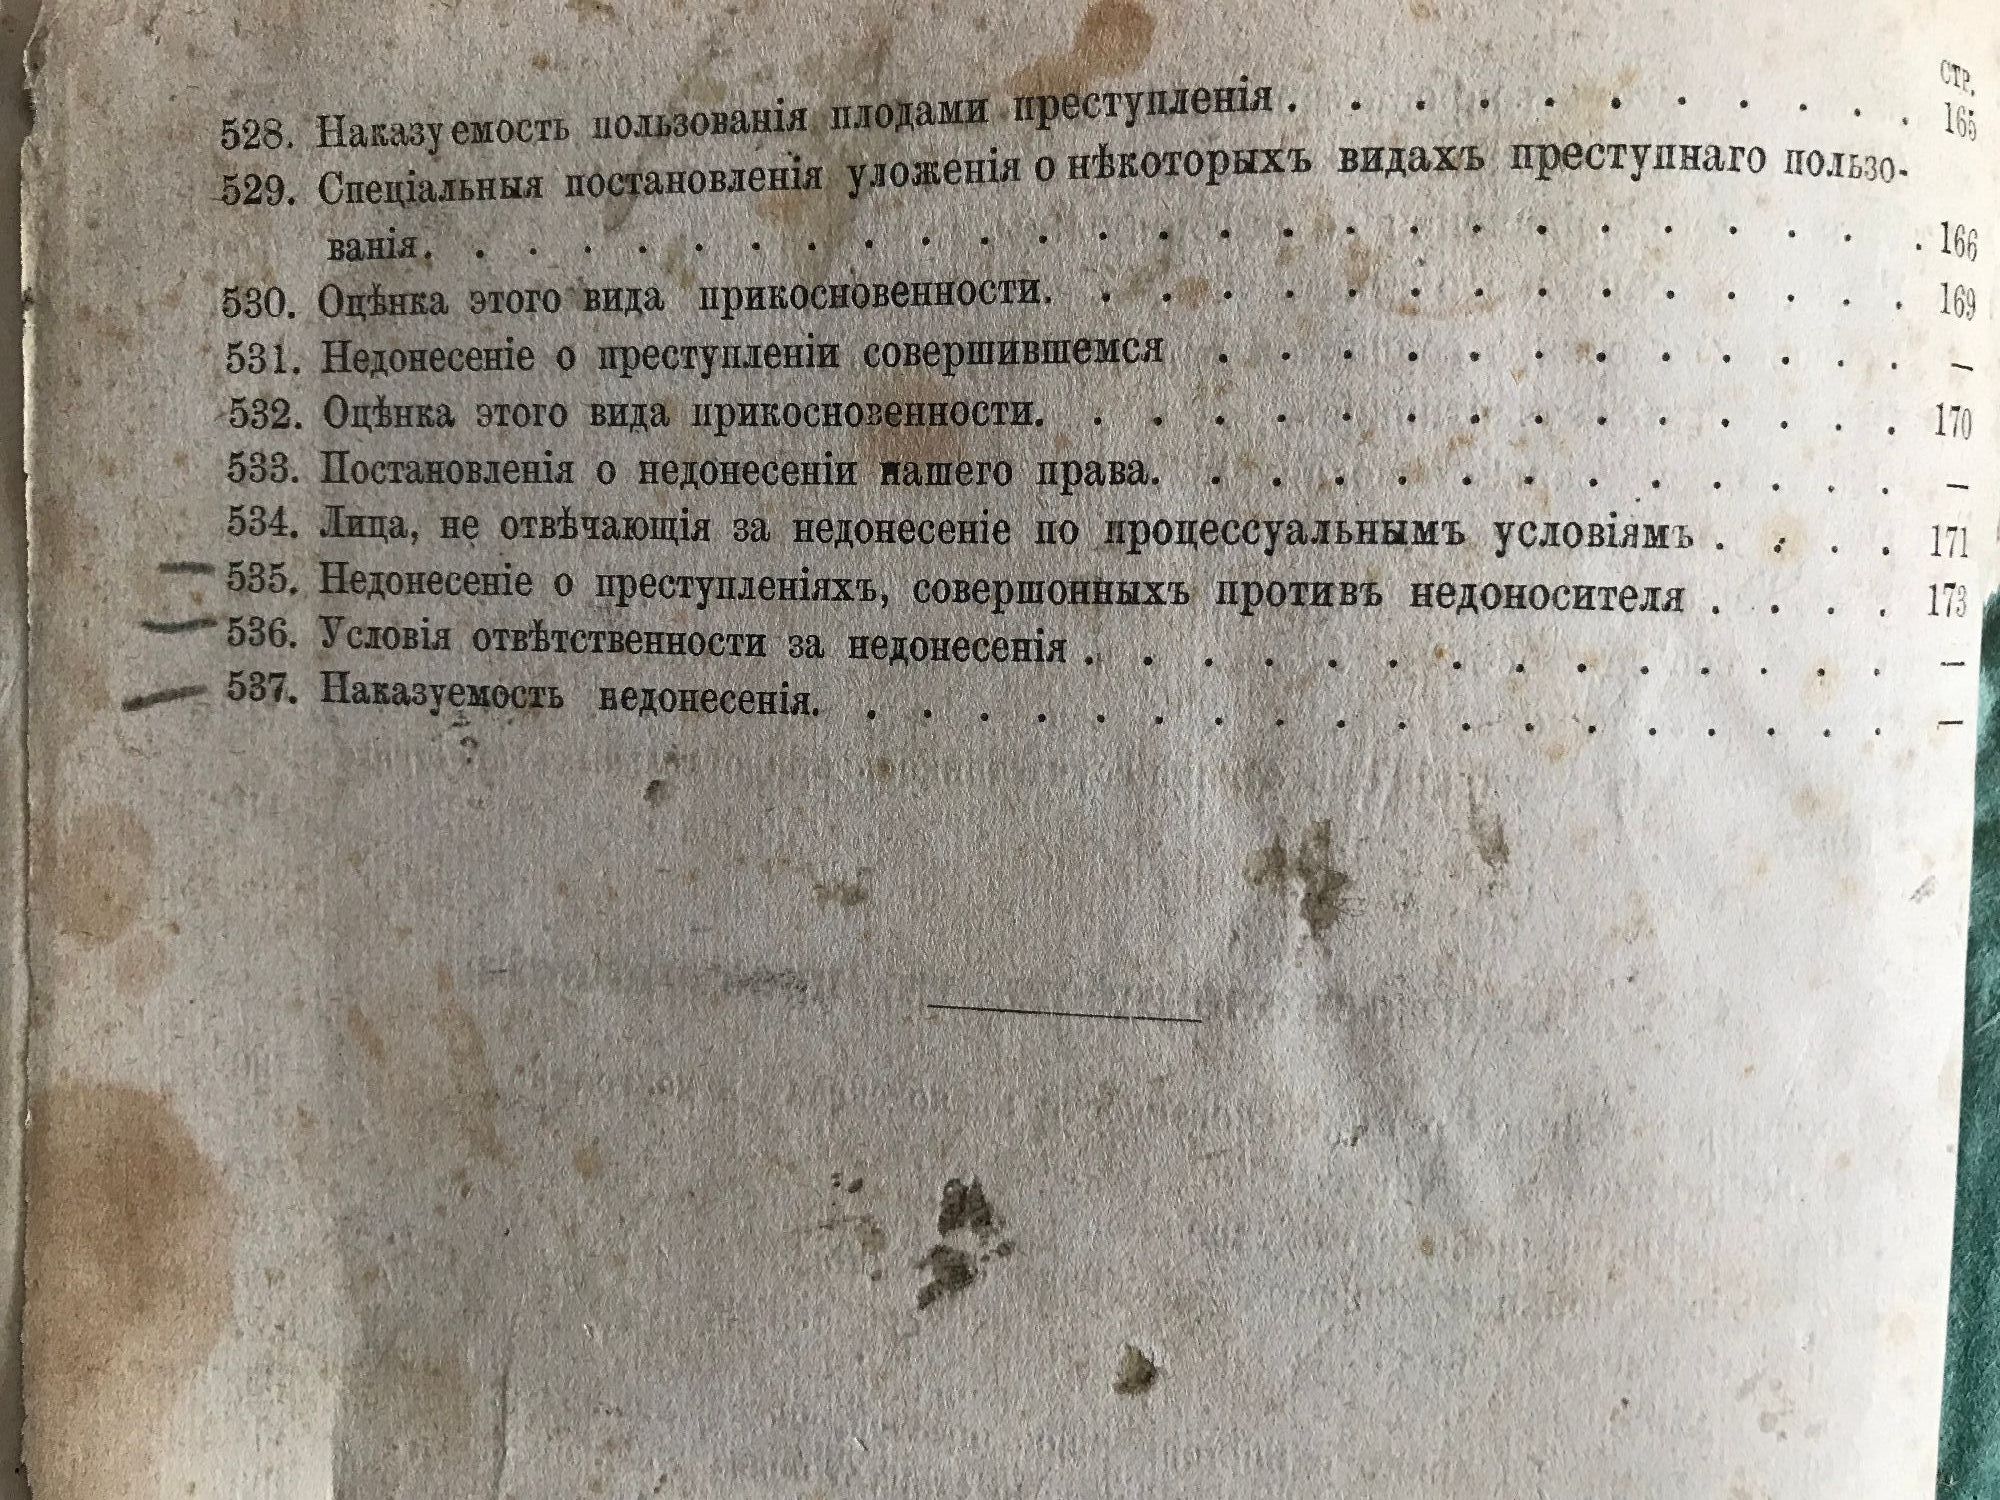 стр.
528. Наказуемость пользованія плодами преступленія . . . . . . . . . . . 165
529. Спеціальныя постановленія уложенія о нѣкоторыхъ видахъ преступнаго пользо-
ванія. . . . . . . . . . . . . . . . . . . . . . . . . . 166
530. Оцѣнка этого вида прикосновенности. . . . . . . . . . . . . . . 169
531. Недонесеніе о преступленіи совершившемся . . . . . . . . . . . . —
532. Оцѣнка этого вида прикосновенности. . . . . . . . . . . . . . . 170
533. Постановленія о недонесеніи нашего права. . . . . . . . . . . . . —
534. Лица, не отвѣчающія за недонесеніе по процессуальнымъ условіямъ . . . . 171
535. Недонесеніе о преступленіяхъ, совершонныхъ противъ недоносителя . . . . 173
536. Условія отвѣтственности за недонесенія . . . . . . . . . . . . . . —
537. Наказуемость недонесенія. . . . . . . . . . . . . . . . . . . —